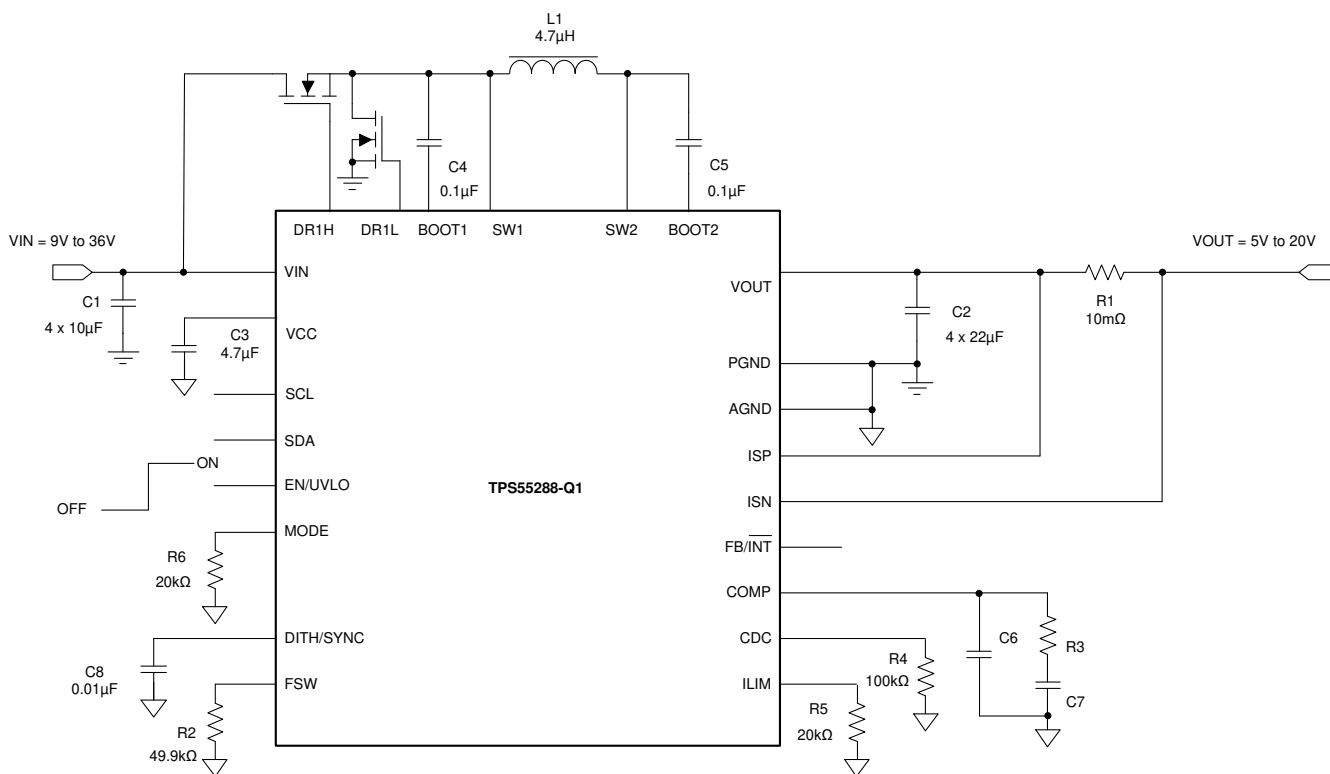 L1
4.7µH
C4
0.1µF
C5
0.1µF
DR1H
DR1L
BOOT1
SW1
SW2
BOOT2
VIN = 9V to 36V
VOUT = 5V to 20V
VIN
VOUT
C1
4 x 10µF
R1
10mΩ
C3
4.7µF
VCC
C2
4 x 22µF
PGND
SCL
AGND
SDA
ISP
ON
OFF
EN/UVLO
TPS55288-Q1
ISN
MODE
FB/INT
R6
20kΩ
COMP
DITH/SYNC
CDC
C6
R3
C8
0.01µF
R4
100kΩ
FSW
ILIM
C7
R2
49.9kΩ
R5
20kΩ